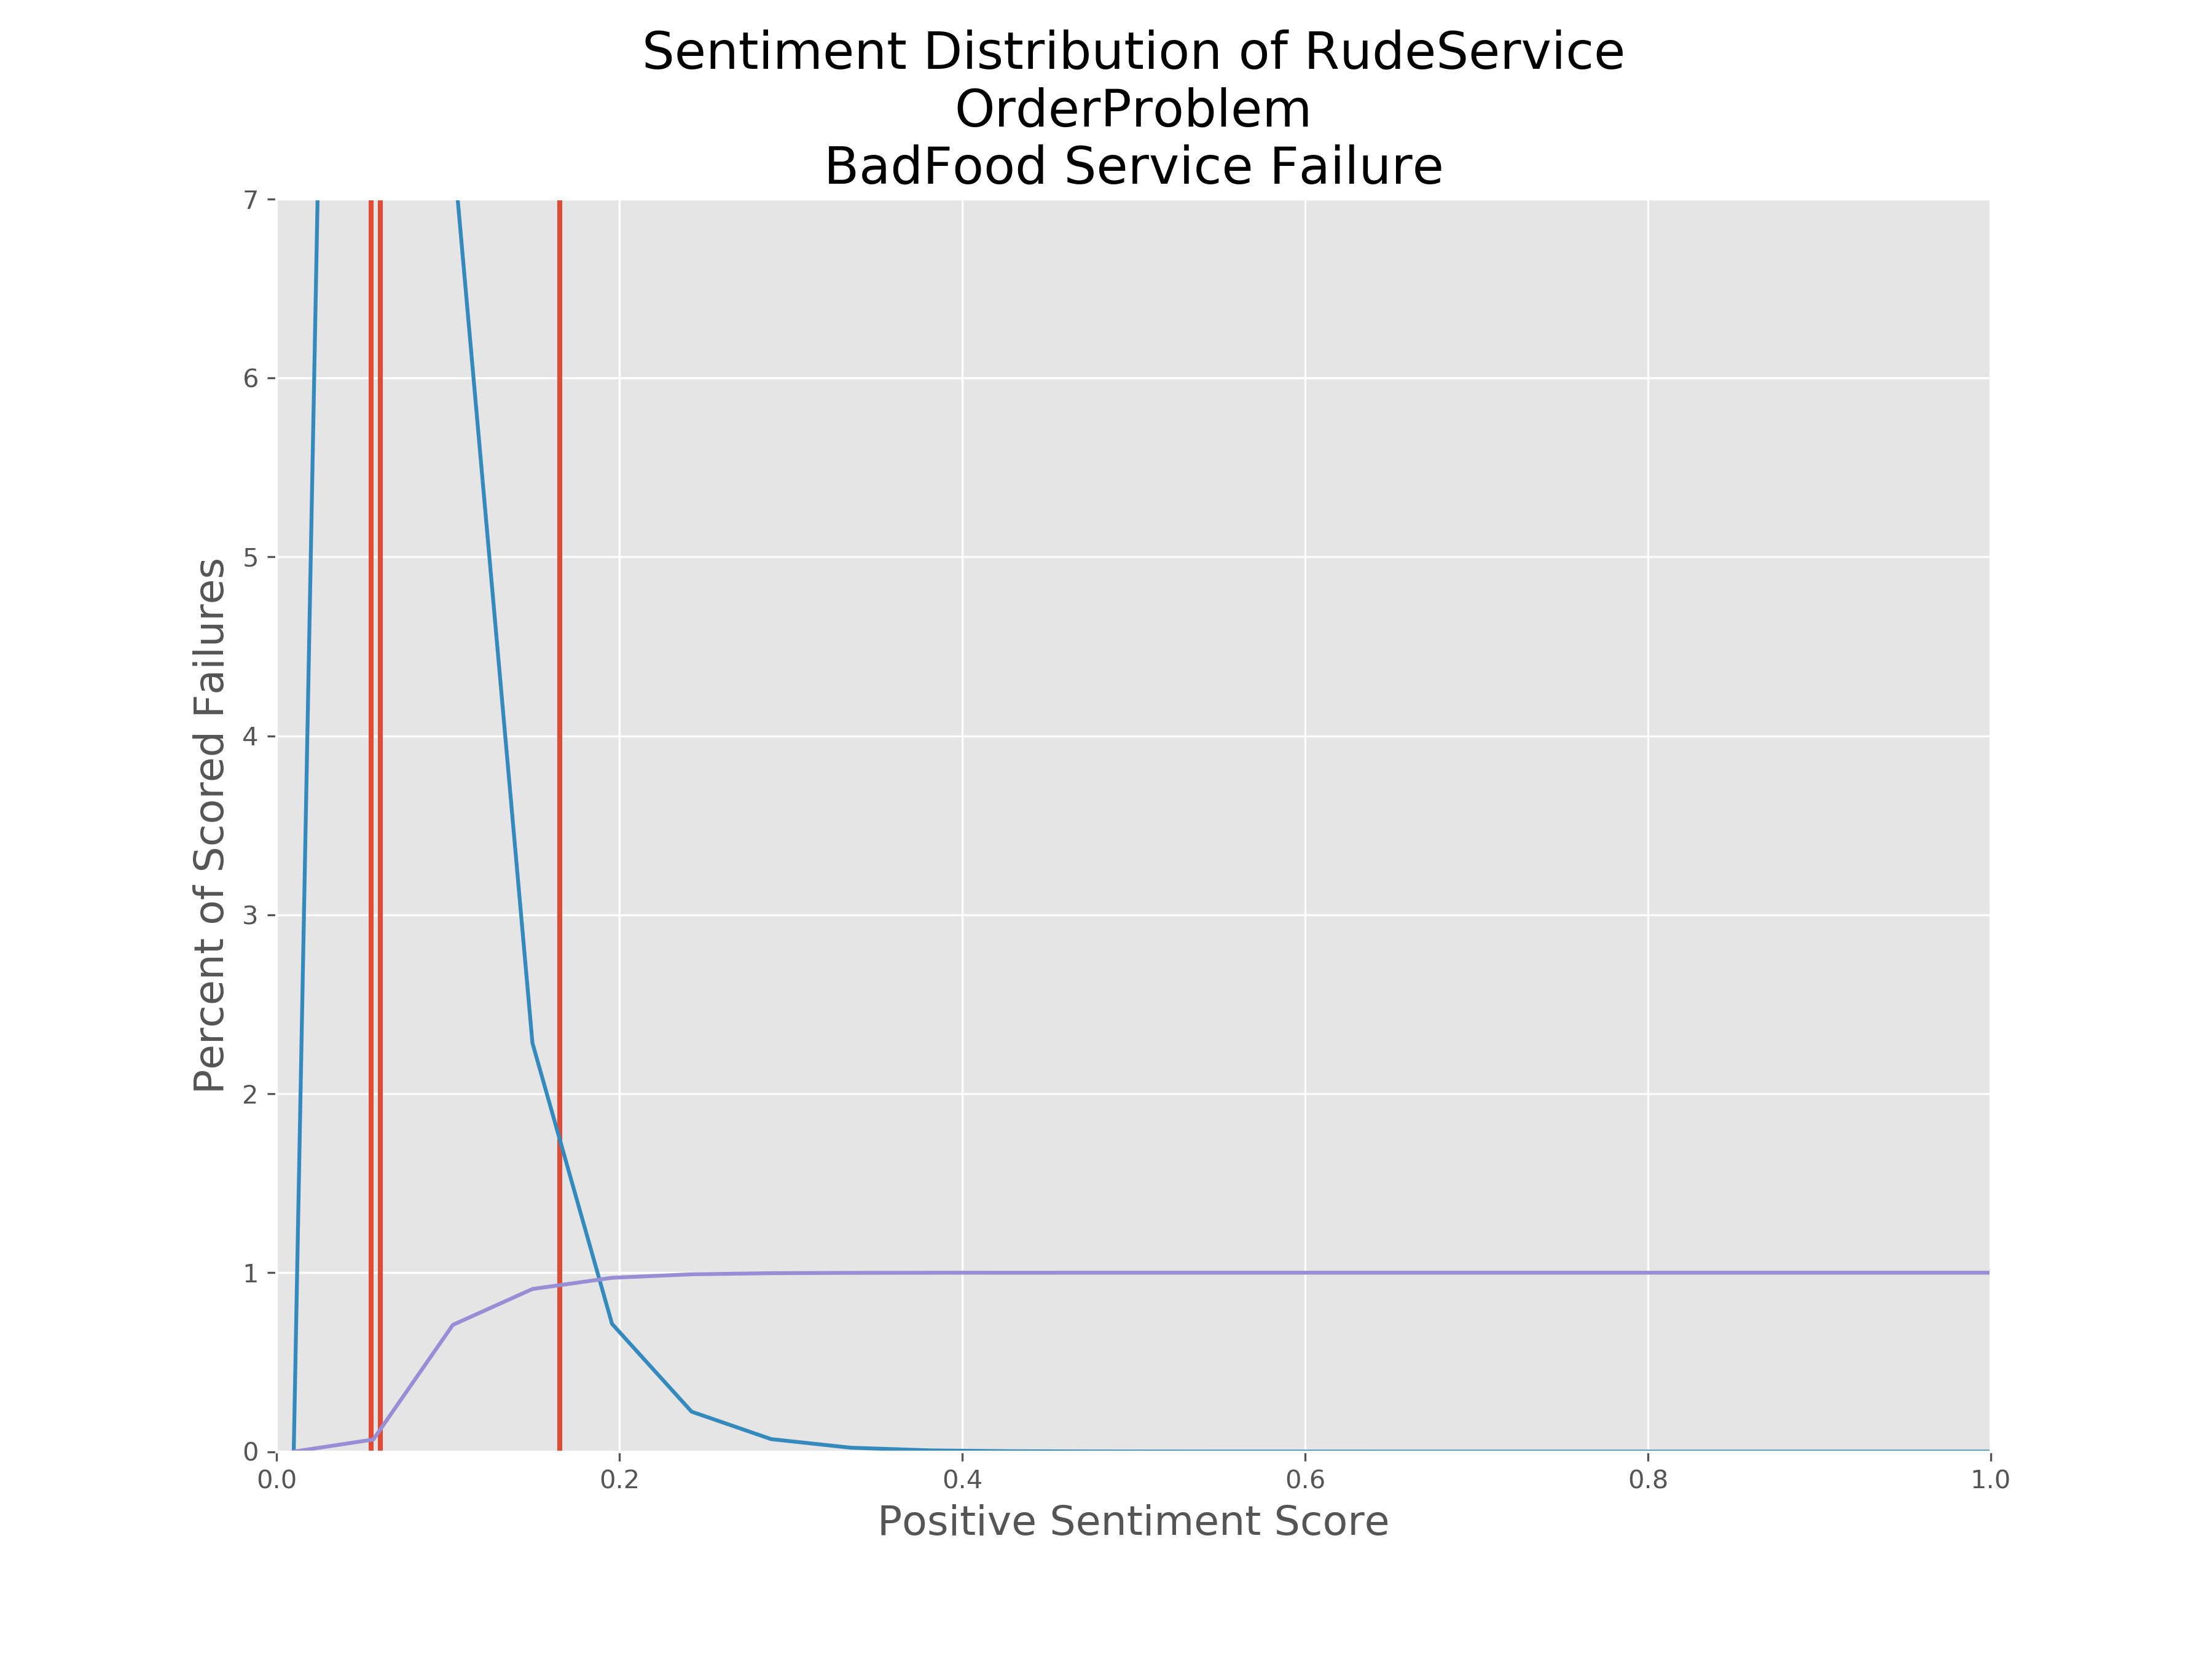 Sentiment Distribution of RudeService
OrderProblem
BadFood Service Failure
7
6
5
4
3
2
1
0
Percent of Scored Failures
0.0 0.2 0.4 0.6 0.8 1.0
Positive Sentiment Score